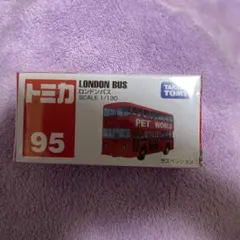 トミカ
95
LONDON BUS
ロンドンバス
SCALE 1/130
TAKARA
TOMY
PET WORLD
サスペンション